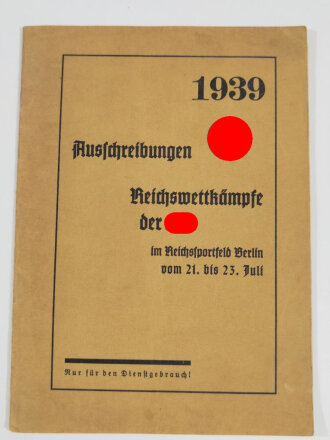 1939
Ausschreibungen
Reichswettkämpfe
der
im Reichssportfeld Berlin
vom 21. bis 23. Juli
Nur für den Dienstgebrauch!